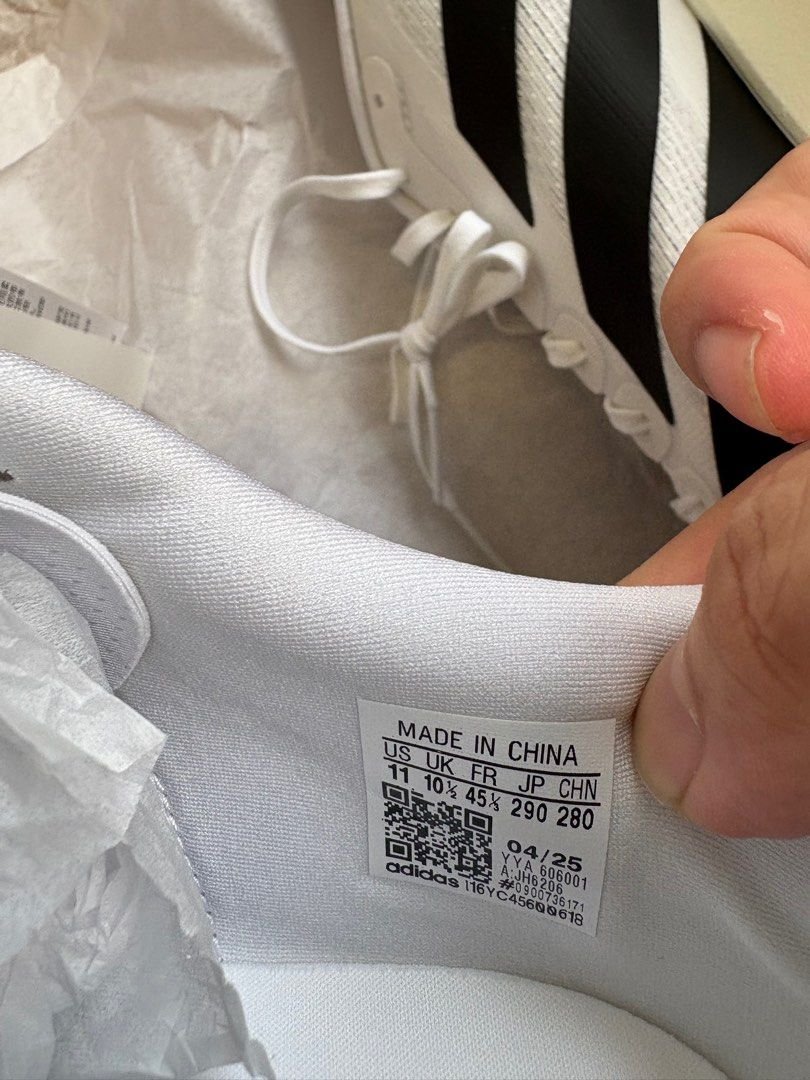 MADE IN CHINA
US UK FR JP CHN
11 10½ 45⅓ 290 280
04/25
YYA 606001
A:JH6206
#0900736171
adidas I16YC45600618